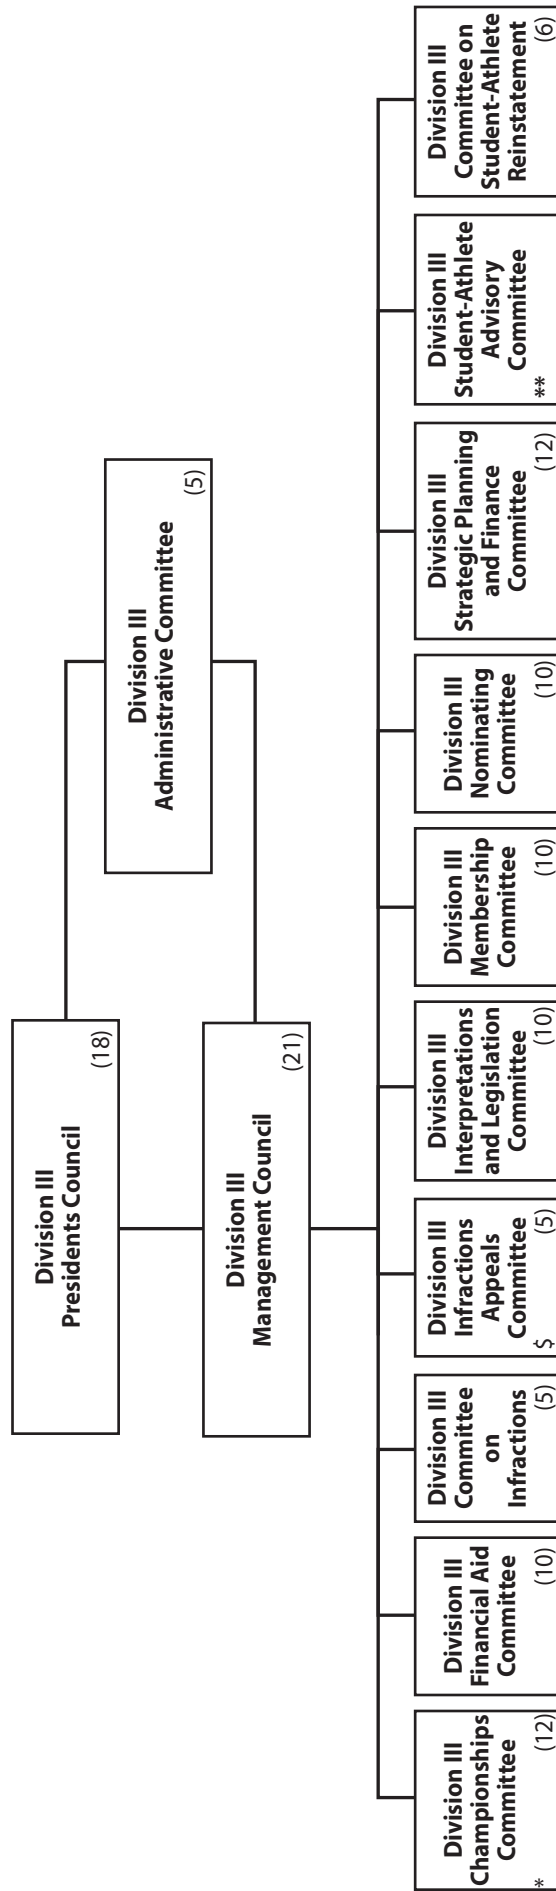 Division III
Presidents Council
(18)
Division III
Administrative Committee
(5)
Division III
Management Council
(21)
Division III
Championships
Committee
* (12)
Division III
Financial Aid
Committee
(10)
Division III
Committee
on
Infractions
(5)
Division III
Infractions
Appeals
Committee
$ (5)
Division III
Interpretations
and Legislation
Committee
(10)
Division III
Membership
Committee
(10)
Division III
Nominating
Committee
(10)
Division III
Strategic Planning
and Finance
Committee
(12)
Division III
Student-Athlete
Advisory
Committee
**
Division III
Committee on
Student-Athlete
Reinstatement
(6)